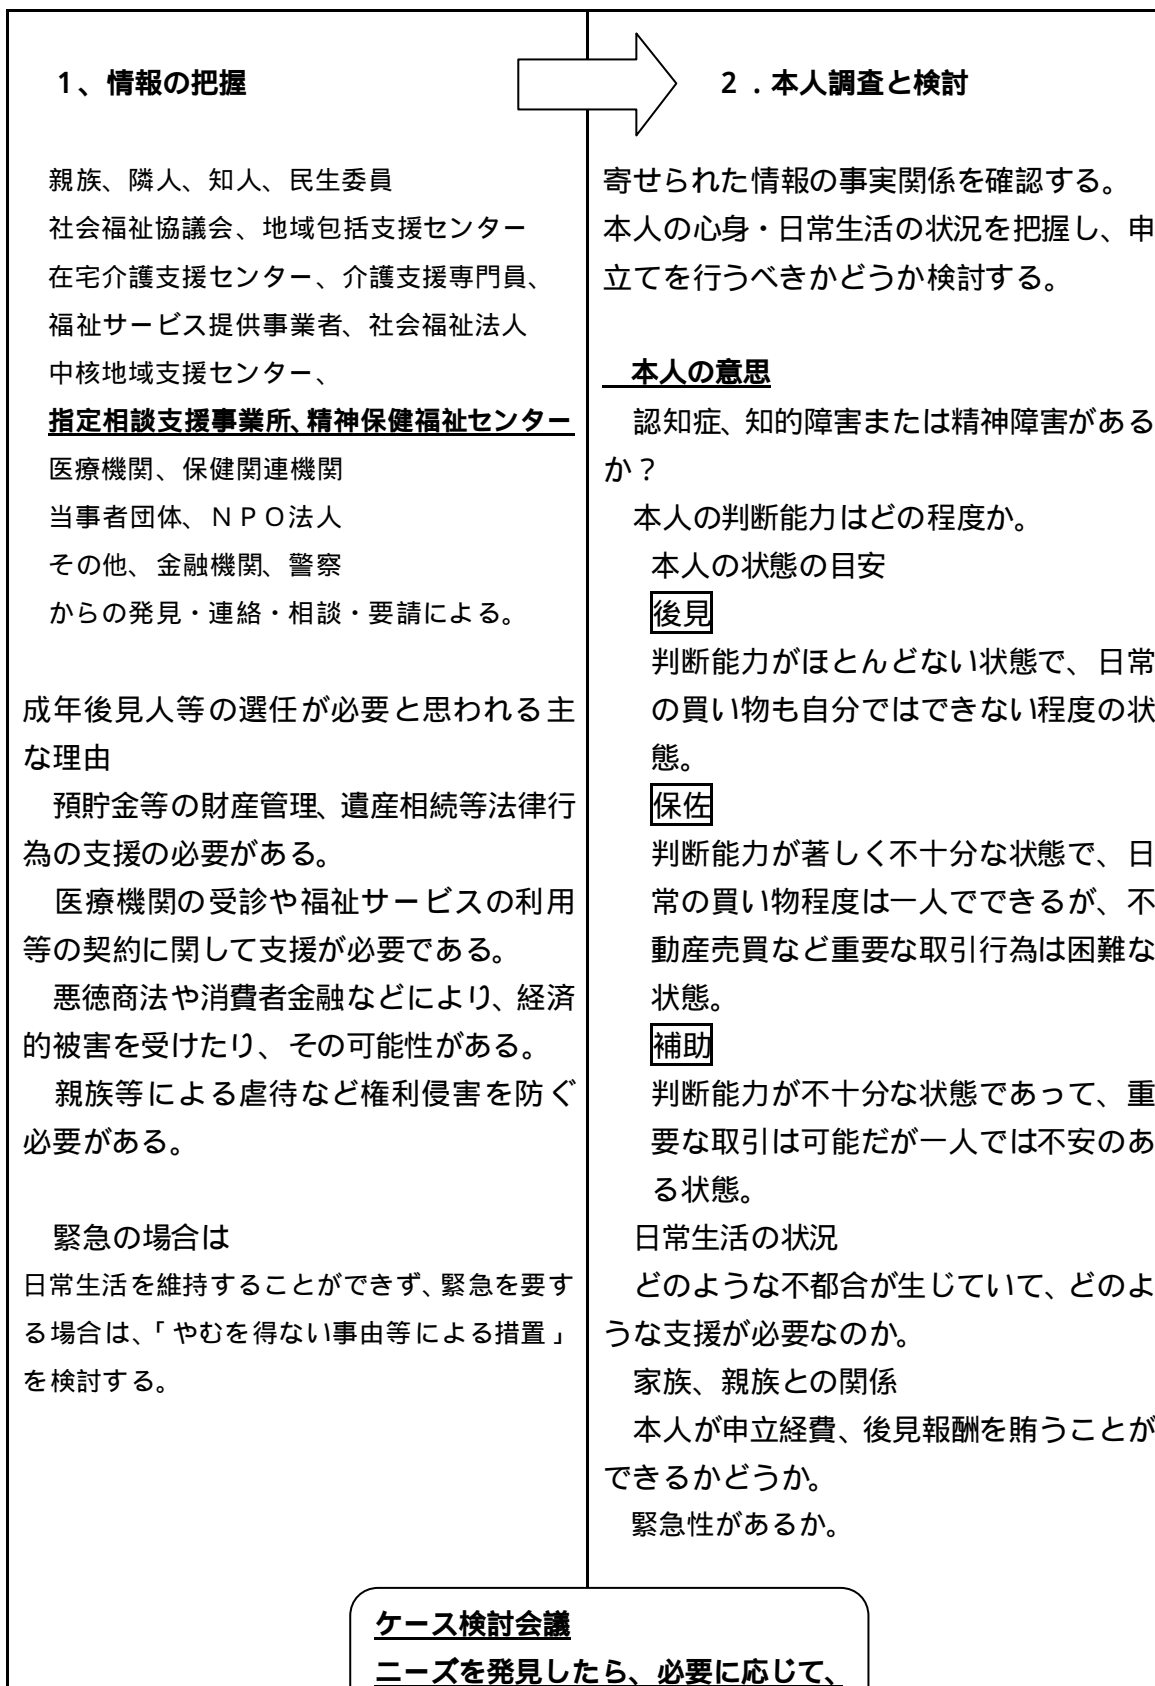 1、情報の把握
親族、隣人、知人、民生委員
社会福祉協議会、地域包括支援センター
在宅介護支援センター、介護支援専門員、
福祉サービス提供事業者、社会福祉法人
中核地域支援センター、
指定相談支援事業所、精神保健福祉センター
医療機関、保健関連機関
当事者団体、ＮＰＯ法人
その他、金融機関、警察
からの発見・連絡・相談・要請による。
成年後見人等の選任が必要と思われる主
な理由
預貯金等の財産管理、遺産相続等法律行
為の支援の必要がある。
医療機関の受診や福祉サービスの利用
等の契約に関して支援が必要である。
悪徳商法や消費者金融などにより、経済
的被害を受けたり、その可能性がある。
親族等による虐待など権利侵害を防ぐ
必要がある。
緊急の場合は
日常生活を維持することができず、緊急を要す
る場合は、「やむを得ない事由等による措置」
を検討する。
2．本人調査と検討
寄せられた情報の事実関係を確認する。
本人の心身・日常生活の状況を把握し、申
立てを行うべきかどうか検討する。
本人の意思
認知症、知的障害または精神障害がある
か？
本人の判断能力はどの程度か。
本人の状態の目安
後見
判断能力がほとんどない状態で、日常
の買い物も自分ではできない程度の状
態。
保佐
判断能力が著しく不十分な状態で、日
常の買い物程度は一人でできるが、不
動産売買など重要な取引行為は困難な
状態。
補助
判断能力が不十分な状態であって、重
要な取引は可能だが一人では不安のあ
る状態。
日常生活の状況
どのような不都合が生じていて、どのよ
うな支援が必要なのか。
家族、親族との関係
本人が申立経費、後見報酬を賄うことが
できるかどうか。
緊急性があるか。
ケース検討会議
ニーズを発見したら、必要に応じて、